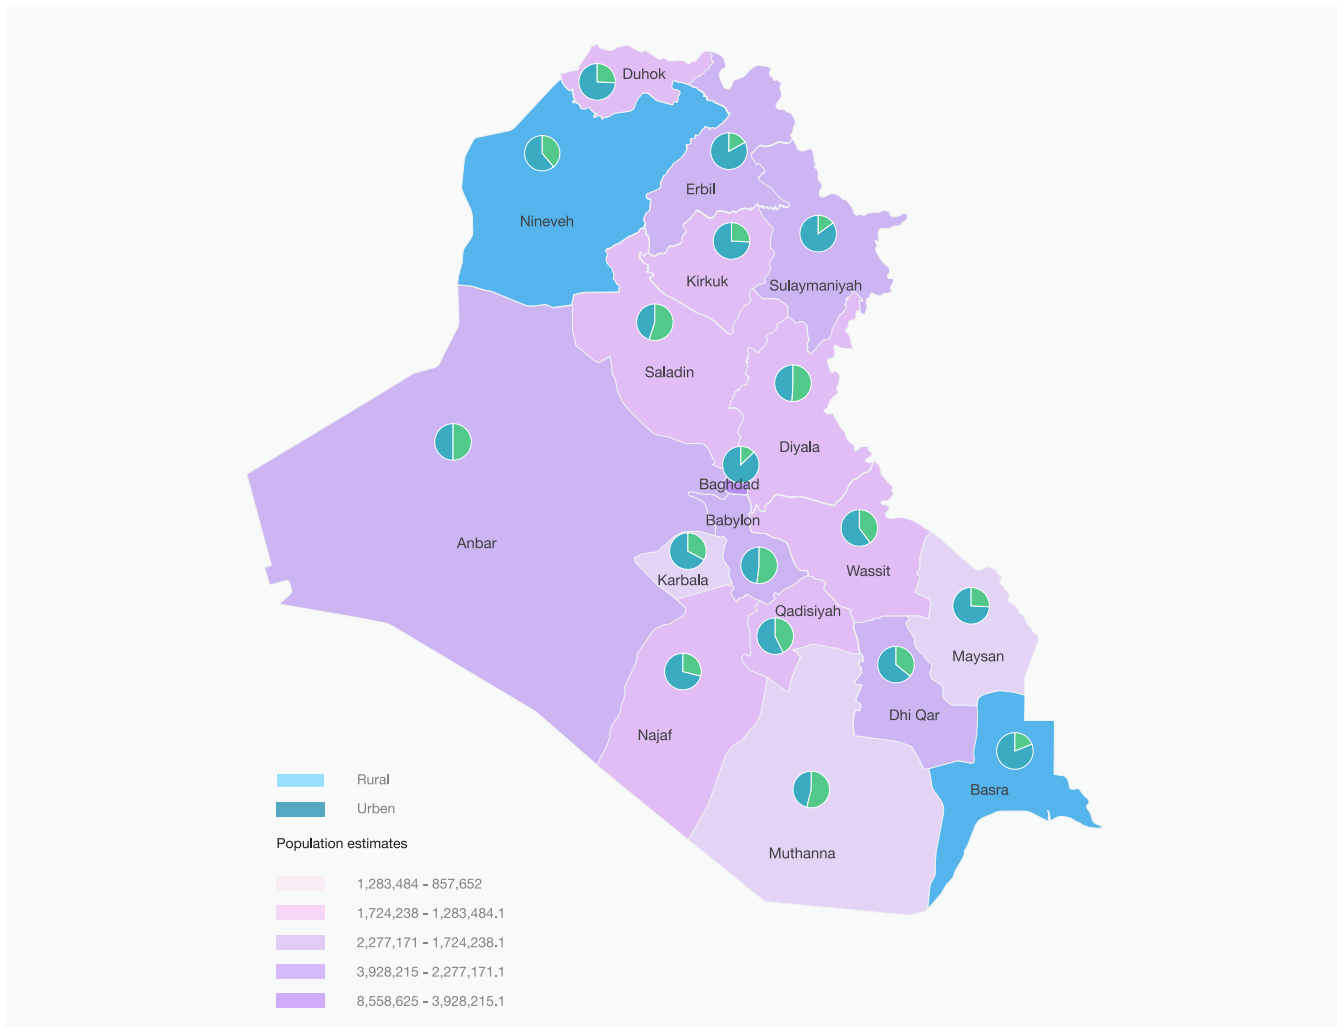 Duhok
Nineveh
Erbil
Kirkuk
Sulaymaniyah
Saladin
Diyala
Baghdad
Babylon
Anbar
Karbala
Wassit
Qadisiyah
Maysan
Najaf
Dhi Qar
Basra
Muthanna
Rural
Urben
Population estimates
1,283,484 - 857,652
1,724,238 - 1,283,484.1
2,277,171 - 1,724,238.1
3,928,215 - 2,277,171.1
8,558,625 - 3,928,215.1